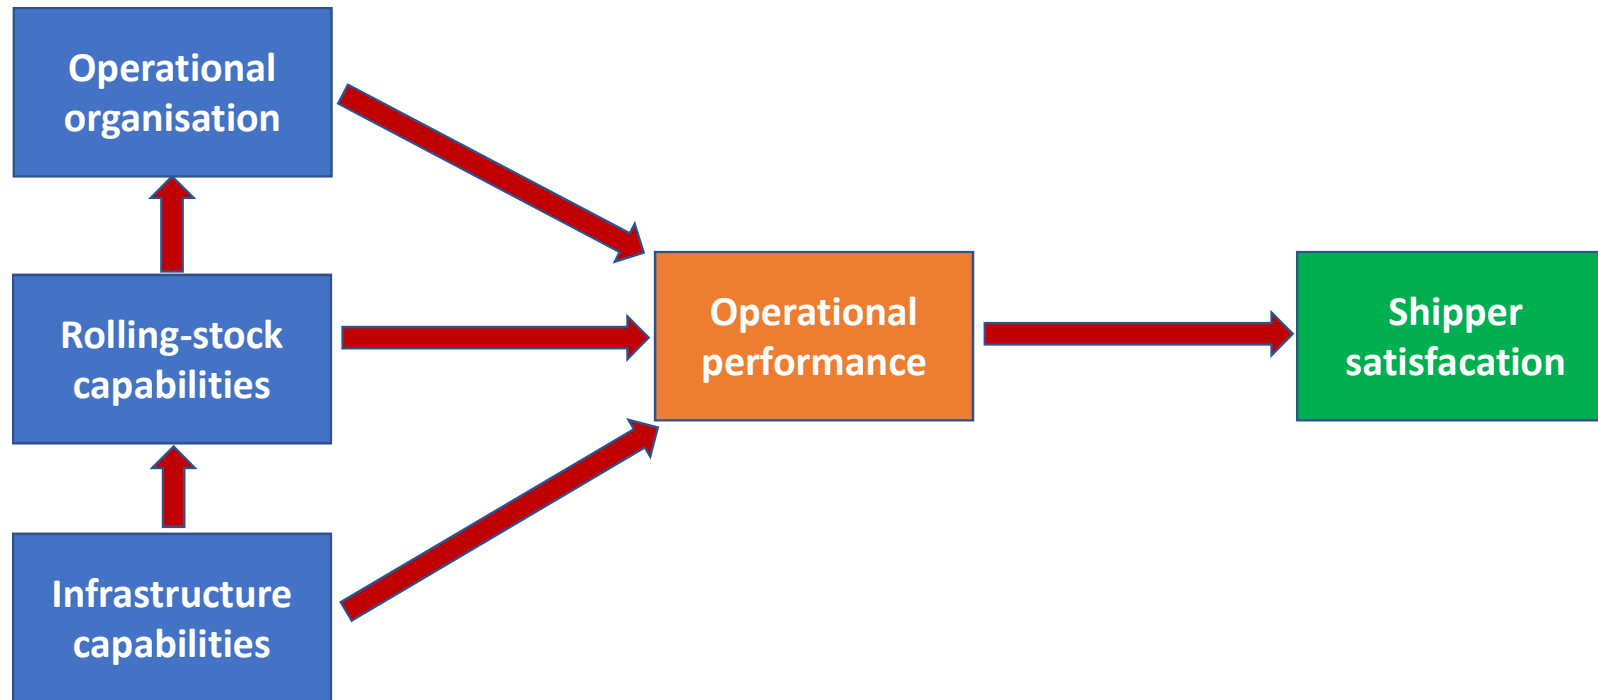 Operational
organisation
Rolling-stock
capabilities
Infrastructure
capabilities
Operational
performance
Shipper
satisfacation